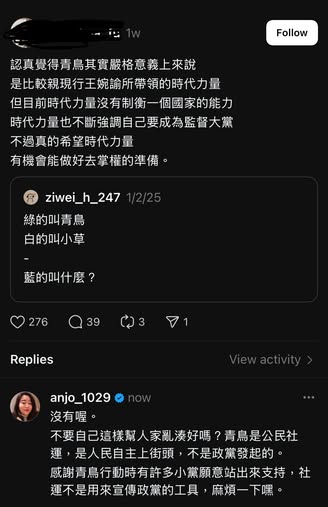 1w
Follow
認真覺得青鳥其實嚴格意義上來說
是比較親現行王婉諭所帶領的時代力量
但目前時代力量沒有制衡一個國家的能力
時代力量也不斷強調自己要成為監督大黨
不過真的希望時代力量
有機會能做好去掌權的準備。
ziwei_h_247 1/2/25
綠的叫青鳥
白的叫小草
-
藍的叫什麼？
276 39 3 1
Replies
View activity
anjo_1029 now
沒有喔。
不要自己這樣幫人家亂湊好嗎？青鳥是公民社
運，是人民自主上街頭，不是政黨發起的。
感謝青鳥行動時有許多小黨願意站出來支持，社
運不是用來宣傳政黨的工具，麻煩一下嘿。